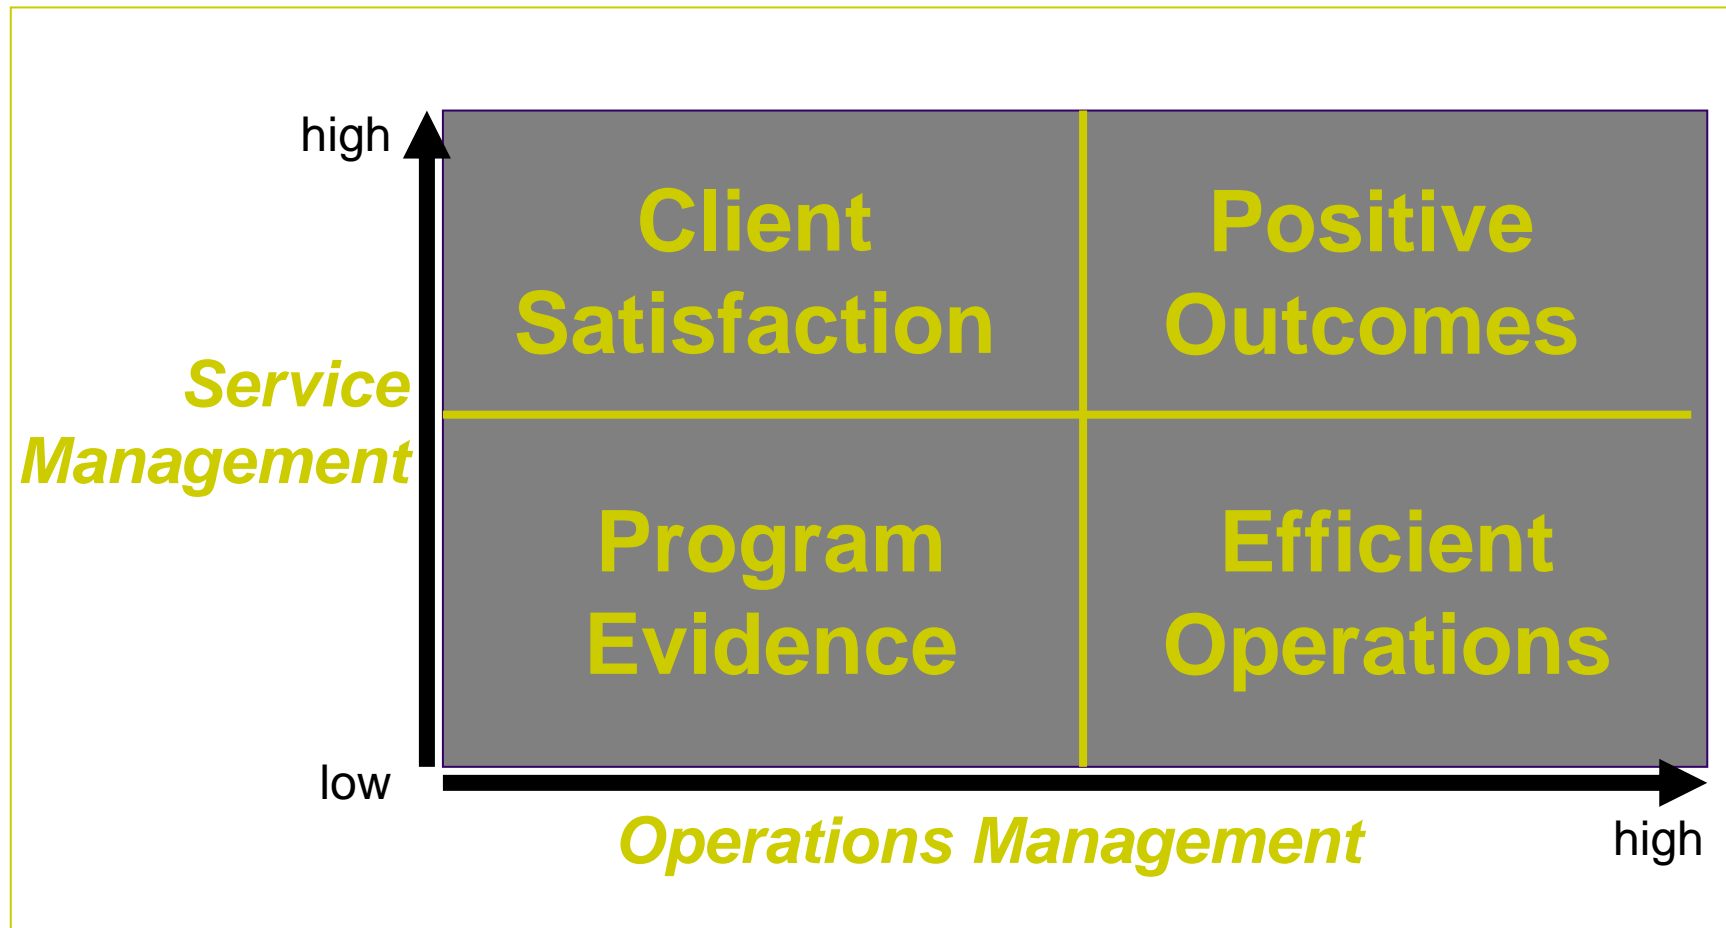 high
Client
Satisfaction
Positive
Outcomes
Service
Management
Program
Evidence
Efficient
Operations
low
Operations Management
high